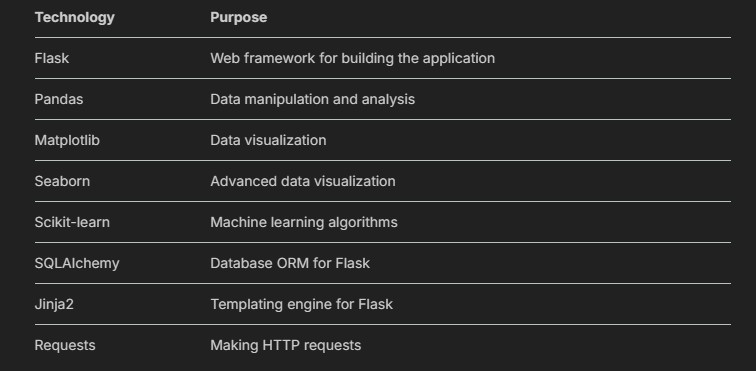 Technology Purpose
Flask Web framework for building the application
Pandas Data manipulation and analysis
Matplotlib Data visualization
Seaborn Advanced data visualization
Scikit-learn Machine learning algorithms
SQLAlchemy Database ORM for Flask
Jinja2 Templating engine for Flask
Requests Making HTTP requests